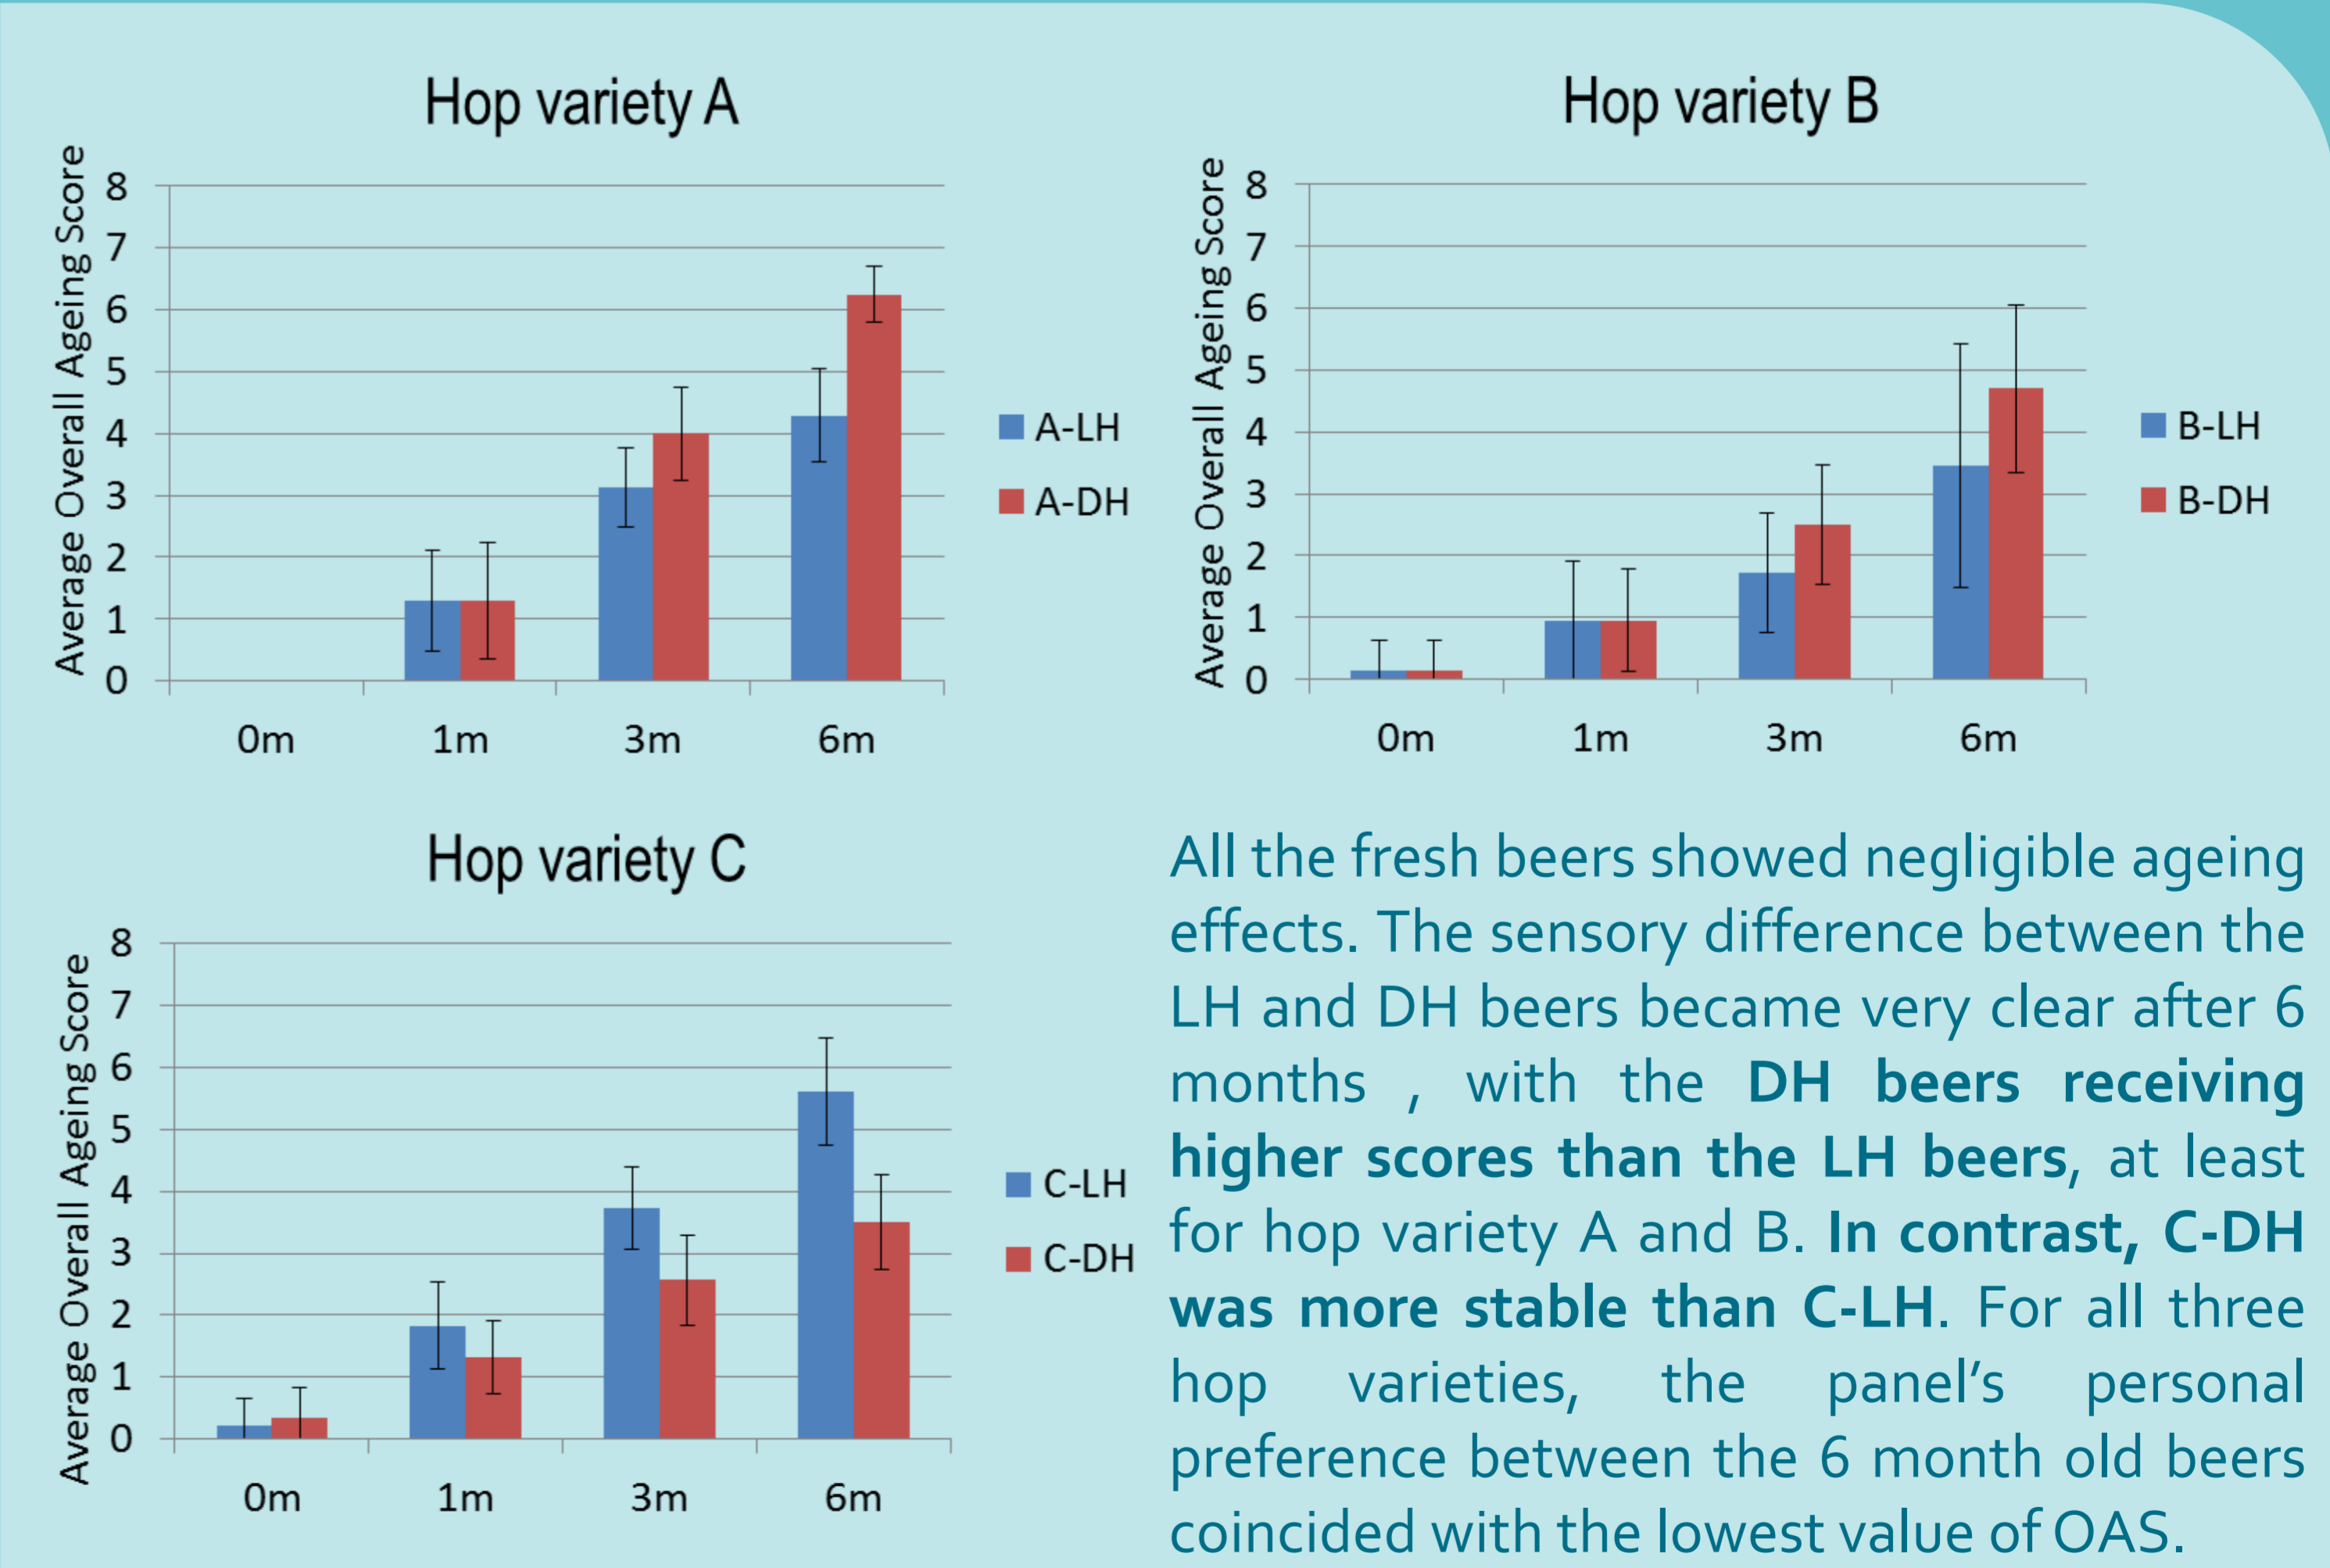 Hop variety A
Average Overall Ageing Score
8
7
6
5
4
3
2
1
0
0m 1m 3m 6m
A-LH
A-DH
Hop variety B
Average Overall Ageing Score
8
7
6
5
4
3
2
1
0
0m 1m 3m 6m
B-LH
B-DH
Hop variety C
Average Overall Ageing Score
8
7
6
5
4
3
2
1
0
0m 1m 3m 6m
C-LH
C-DH
All the fresh beers showed negligible ageing
effects. The sensory difference between the
LH and DH beers became very clear after 6
months , with the DH beers receiving
higher scores than the LH beers, at least
for hop variety A and B. In contrast, C-DH
was more stable than C-LH. For all three
hop varieties, the panel’s personal
preference between the 6 month old beers
coincided with the lowest value of OAS.